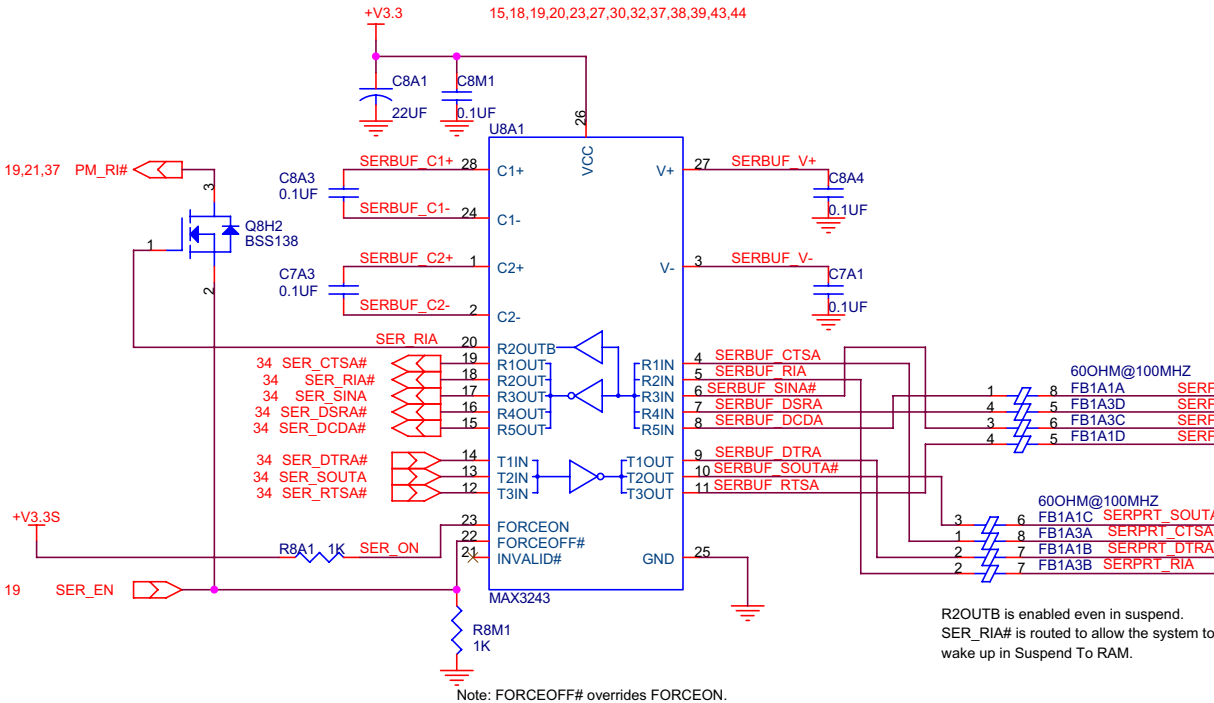 +V3.3 15,18,19,20,23,27,30,32,37,38,39,43,44
C8A1 C8M1
22UF 0.1UF
U8A1
26
VCC
19,21,37 PM_RI#
3
Q8H2
BSS138
1
2
C8A3
0.1UF
SERBUF_C1+ 28 C1+
SERBUF_C1- 24 C1-
C7A3
0.1UF
SERBUF_C2+ 1 C2+
SERBUF_C2- 2 C2-
V+ 27 SERBUF_V+
C8A4
0.1UF
V- 3 SERBUF_V-
C7A1
0.1UF
SER_RIA 20 R2OUTB
34 SER_CTSA# 19 R1OUT
34 SER_RIA# 18 R2OUT
34 SER_SINA 17 R3OUT
34 SER_DSRA# 16 R4OUT
34 SER_DCDA# 15 R5OUT
R1IN 4 SERBUF_CTSA
R2IN 5 SERBUF_RIA
R3IN 6 SERBUF_SINA#
R4IN 7 SERBUF_DSRA
R5IN 8 SERBUF_DCDA
34 SER_DTRA# 14 T1IN
34 SER_SOUTA 13 T2IN
34 SER_RTSA# 12 T3IN
T1OUT 9 SERBUF_DTRA
T2OUT 10 SERBUF_SOUTA#
T3OUT 11 SERBUF_RTSA
60OHM@100MHZ
1 8 FB1A1A SERP
4 5 FB1A3D SERP
3 6 FB1A3C SERP
4 5 FB1A1D SERP
60OHM@100MHZ
3 6 FB1A1C SERPRT_SOUTA
1 8 FB1A3A SERPRT_CTSA
2 7 FB1A1B SERPRT_DTRA
2 7 FB1A3B SERPRT_RIA
+V3.3S
R8A1 1K SER_ON
23 FORCEON
22 FORCEOFF#
21 INVALID#
GND 25
19 SER_EN
MAX3243
R8M1
1K
R2OUTB is enabled even in suspend.
SER_RIA# is routed to allow the system to
wake up in Suspend To RAM.
Note: FORCEOFF# overrides FORCEON.